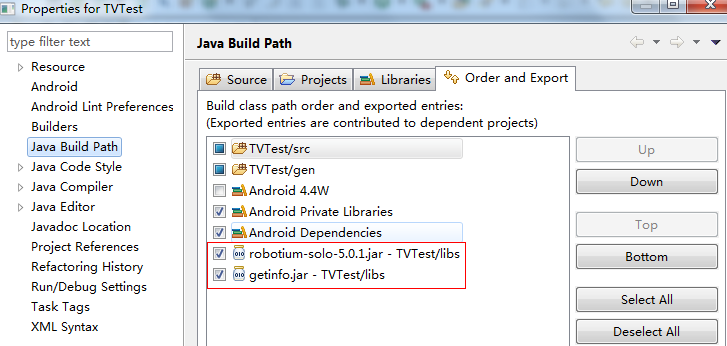 Properties for TVTest
type filter text
Resource
Android
Android Lint Preferences
Builders
Java Build Path
Java Code Style
Java Compiler
Java Editor
Javadoc Location
Project References
Refactoring History
Run/Debug Settings
Task Tags
XML Syntax
Java Build Path
Source Projects Libraries Order and Export
Build class path order and exported entries:
(Exported entries are contributed to dependent projects)
TVTest/src
TVTest/gen
Android 4.4W
Android Private Libraries
Android Dependencies
robotium-solo-5.0.1.jar - TVTest/libs
getinfo.jar - TVTest/libs
Up
Down
Top
Bottom
Select All
Deselect All